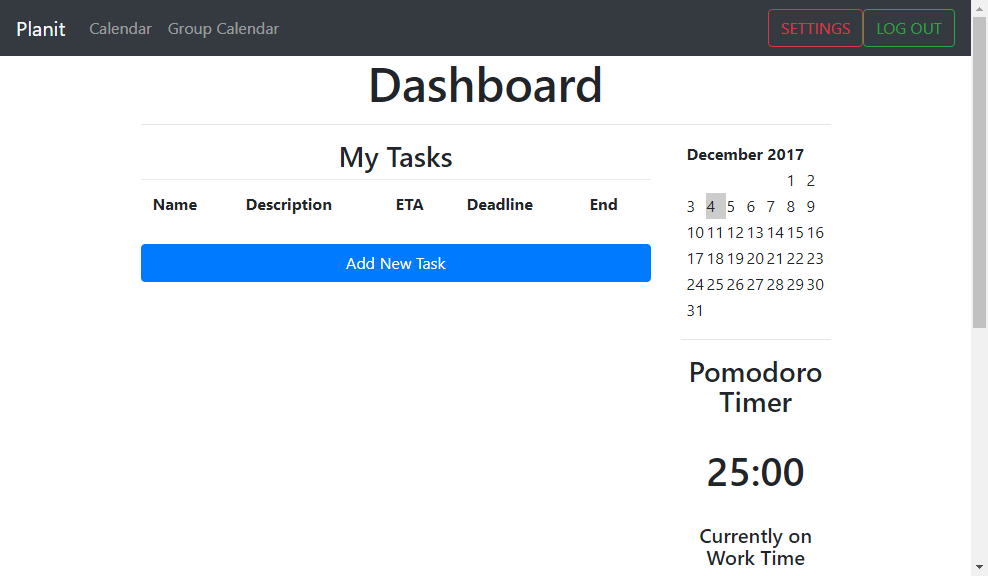 Planit Calendar Group Calendar SETTINGS LOG OUT
Dashboard
My Tasks
Name Description ETA Deadline End
Add New Task
December 2017
1 2
3 4 5 6 7 8 9
10 11 12 13 14 15 16
17 18 19 20 21 22 23
24 25 26 27 28 29 30
31
Pomodoro
Timer
25:00
Currently on
Work Time